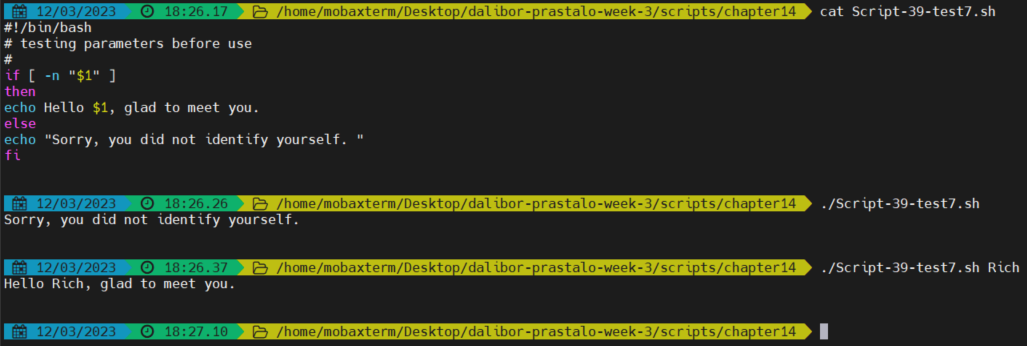 12/03/2023 18:26.17 /home/mobaxterm/Desktop/dalibor-prastalo-week-3/scripts/chapter14 cat Script-39-test7.sh
#!/bin/bash
# testing parameters before use
#
if [ -n "$1" ]
then
echo Hello $1, glad to meet you.
else
echo "Sorry, you did not identify yourself. "
fi
12/03/2023 18:26.26 /home/mobaxterm/Desktop/dalibor-prastalo-week-3/scripts/chapter14 ./Script-39-test7.sh
Sorry, you did not identify yourself.
12/03/2023 18:26.37 /home/mobaxterm/Desktop/dalibor-prastalo-week-3/scripts/chapter14 ./Script-39-test7.sh Rich
Hello Rich, glad to meet you.
12/03/2023 18:27.10 /home/mobaxterm/Desktop/dalibor-prastalo-week-3/scripts/chapter14